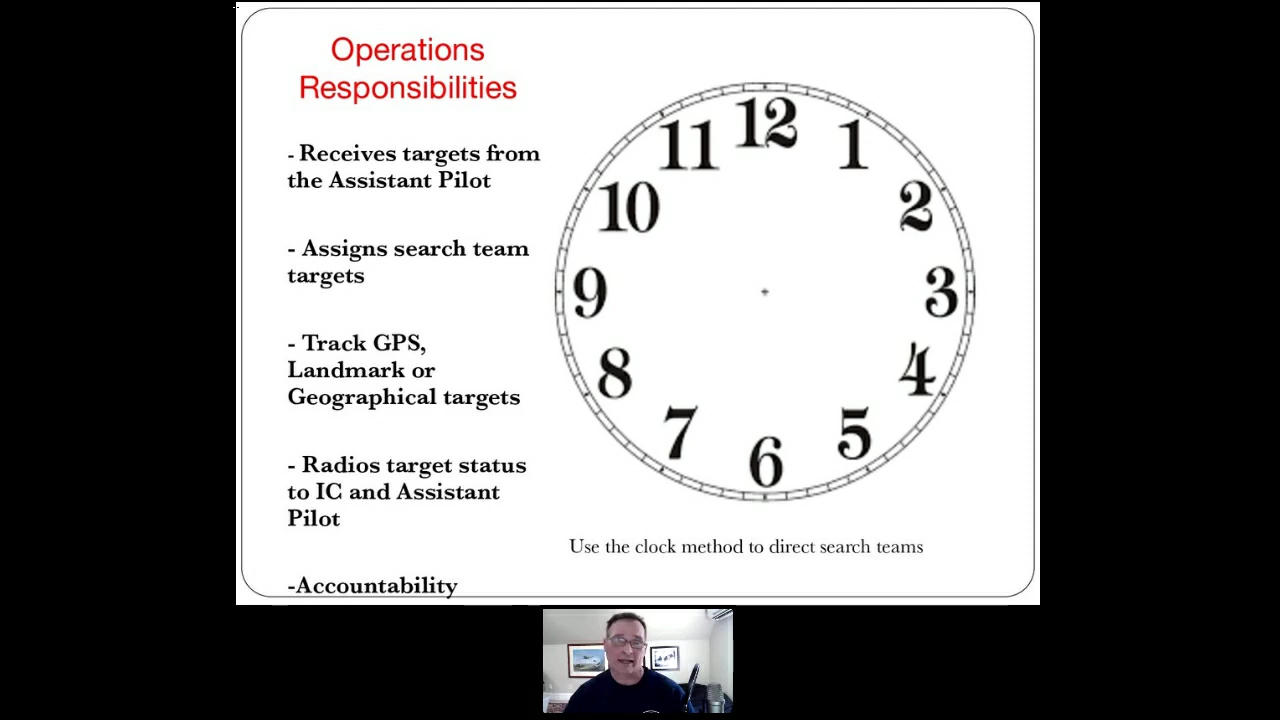 Operations
Responsibilities
- Receives targets from
the Assistant Pilot
- Assigns search team
targets
- Track GPS,
Landmark or
Geographical targets
- Radios target status
to IC and Assistant
Pilot
-Accountability
12
1
2
3
4
5
6
7
8
9
10
11
Use the clock method to direct search teams